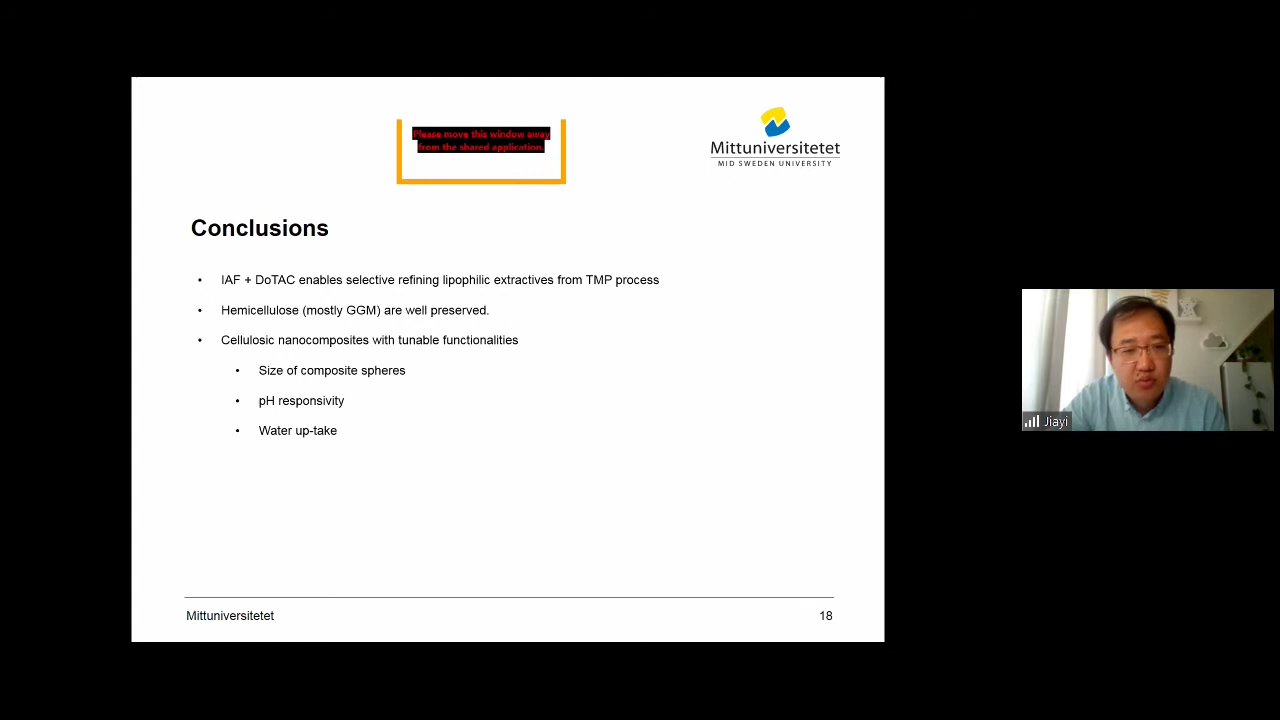 Please move this window away
from the shared application.
Mittuniversitetet
MID SWEDEN UNIVERSITY
Conclusions
• IAF + DoTAC enables selective refining lipophilic extractives from TMP process
• Hemicellulose (mostly GGM) are well preserved.
• Cellulosic nanocomposites with tunable functionalities
• Size of composite spheres
• pH responsivity
• Water up-take
Jiayi
Mittuniversitetet
18